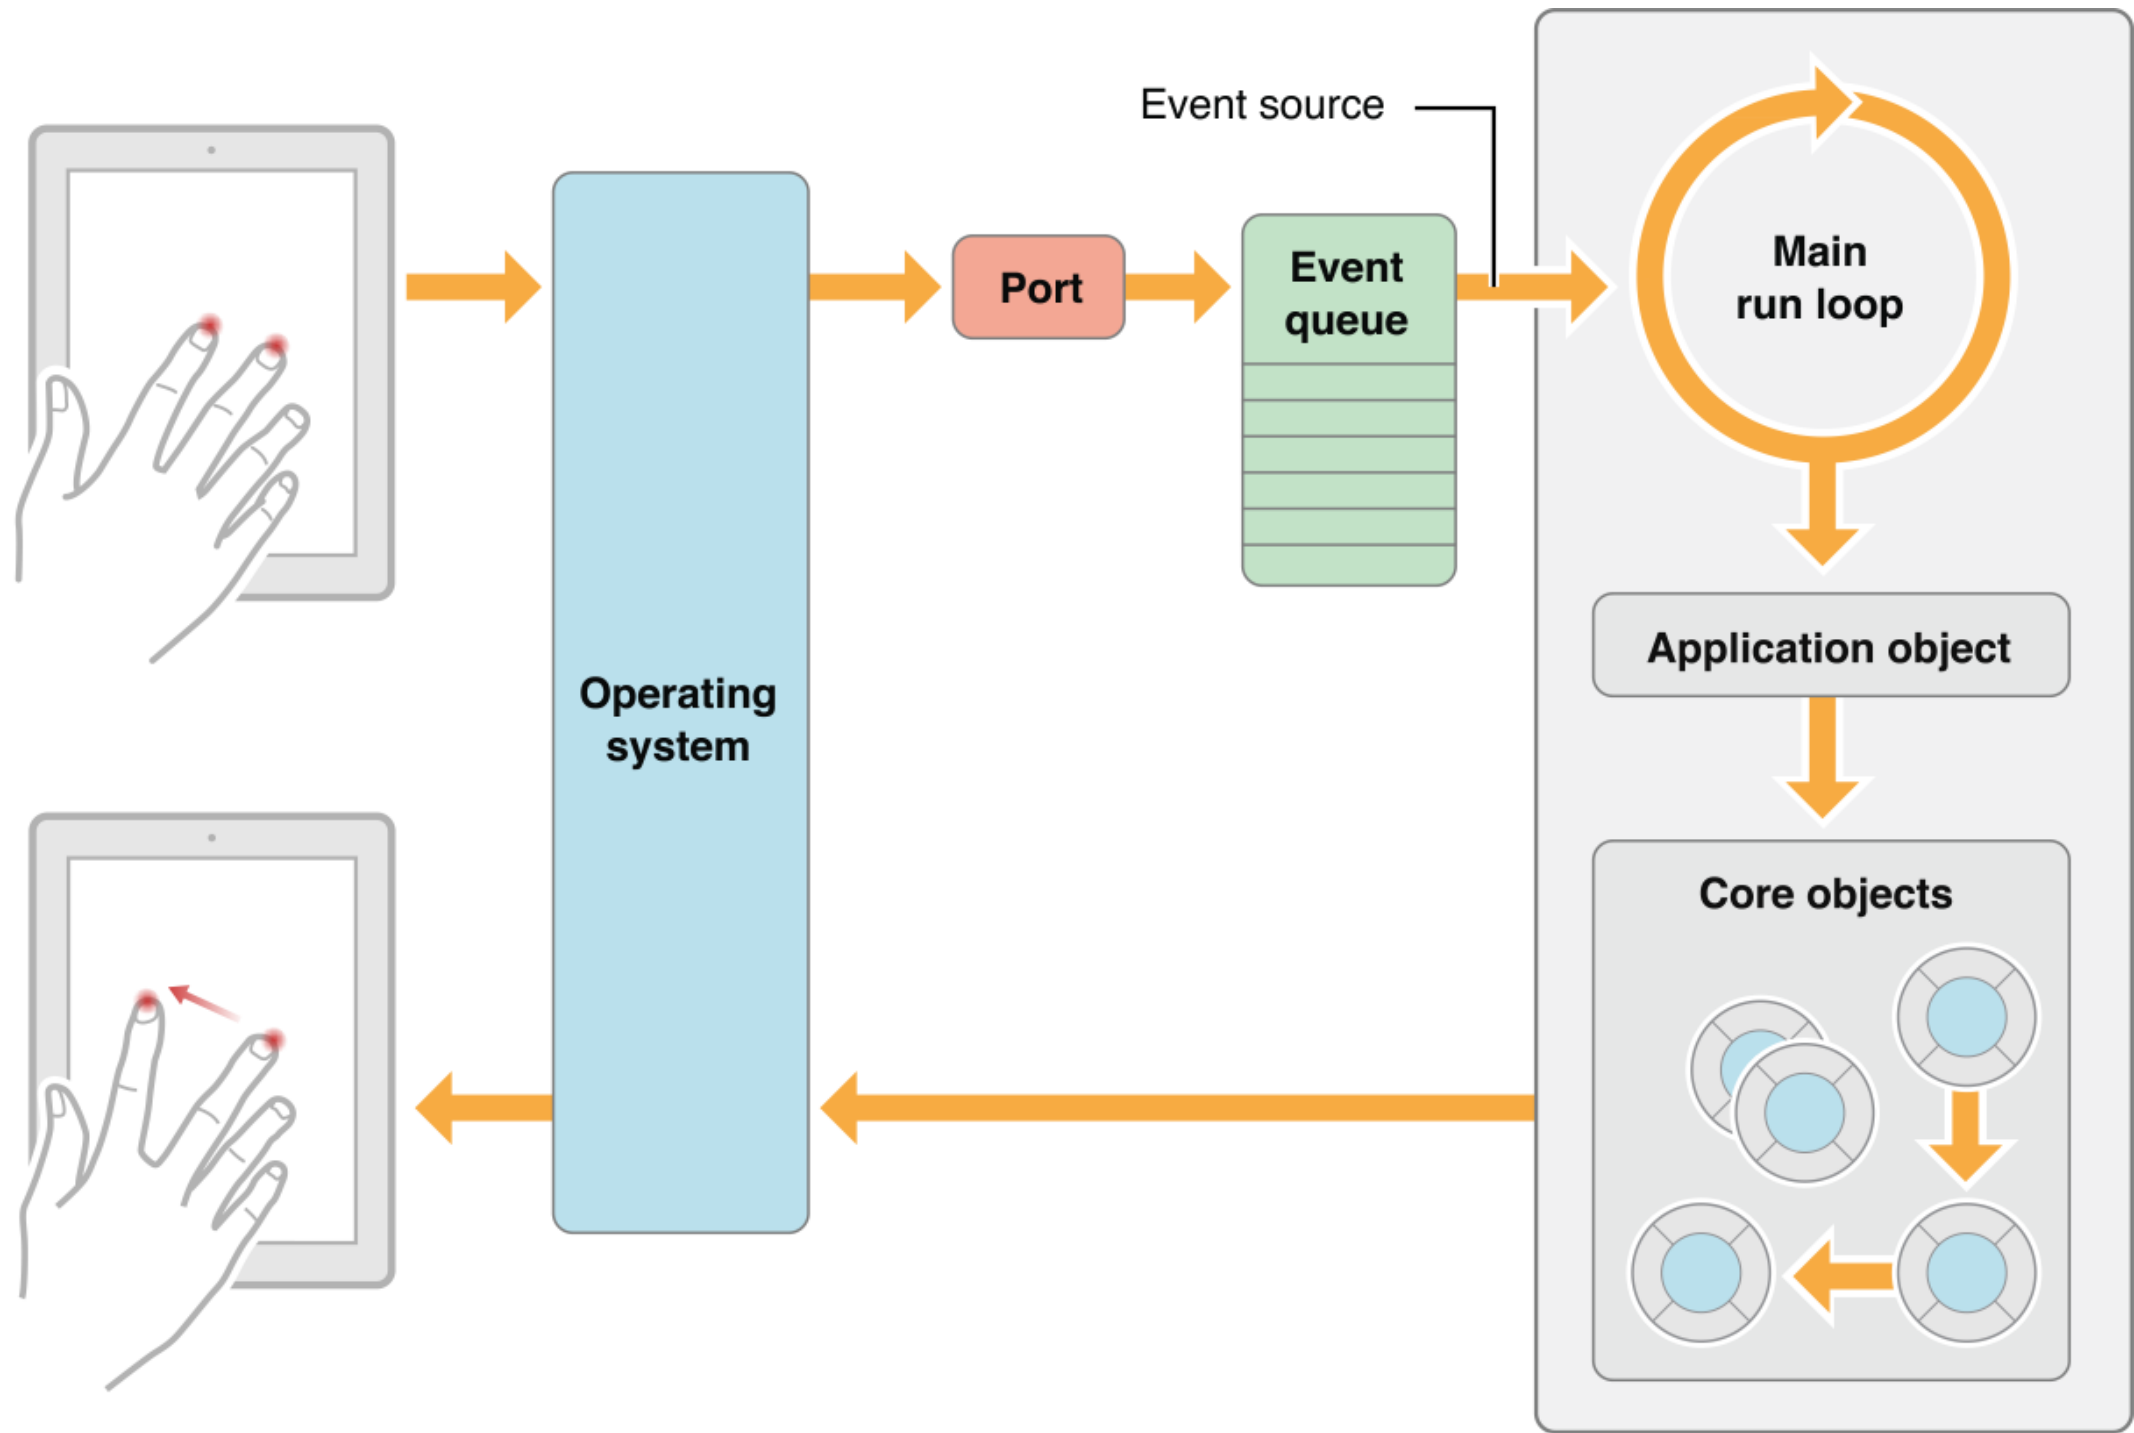 Event source
Main
run loop
Event
queue
Port
Operating
system
Application object
Core objects